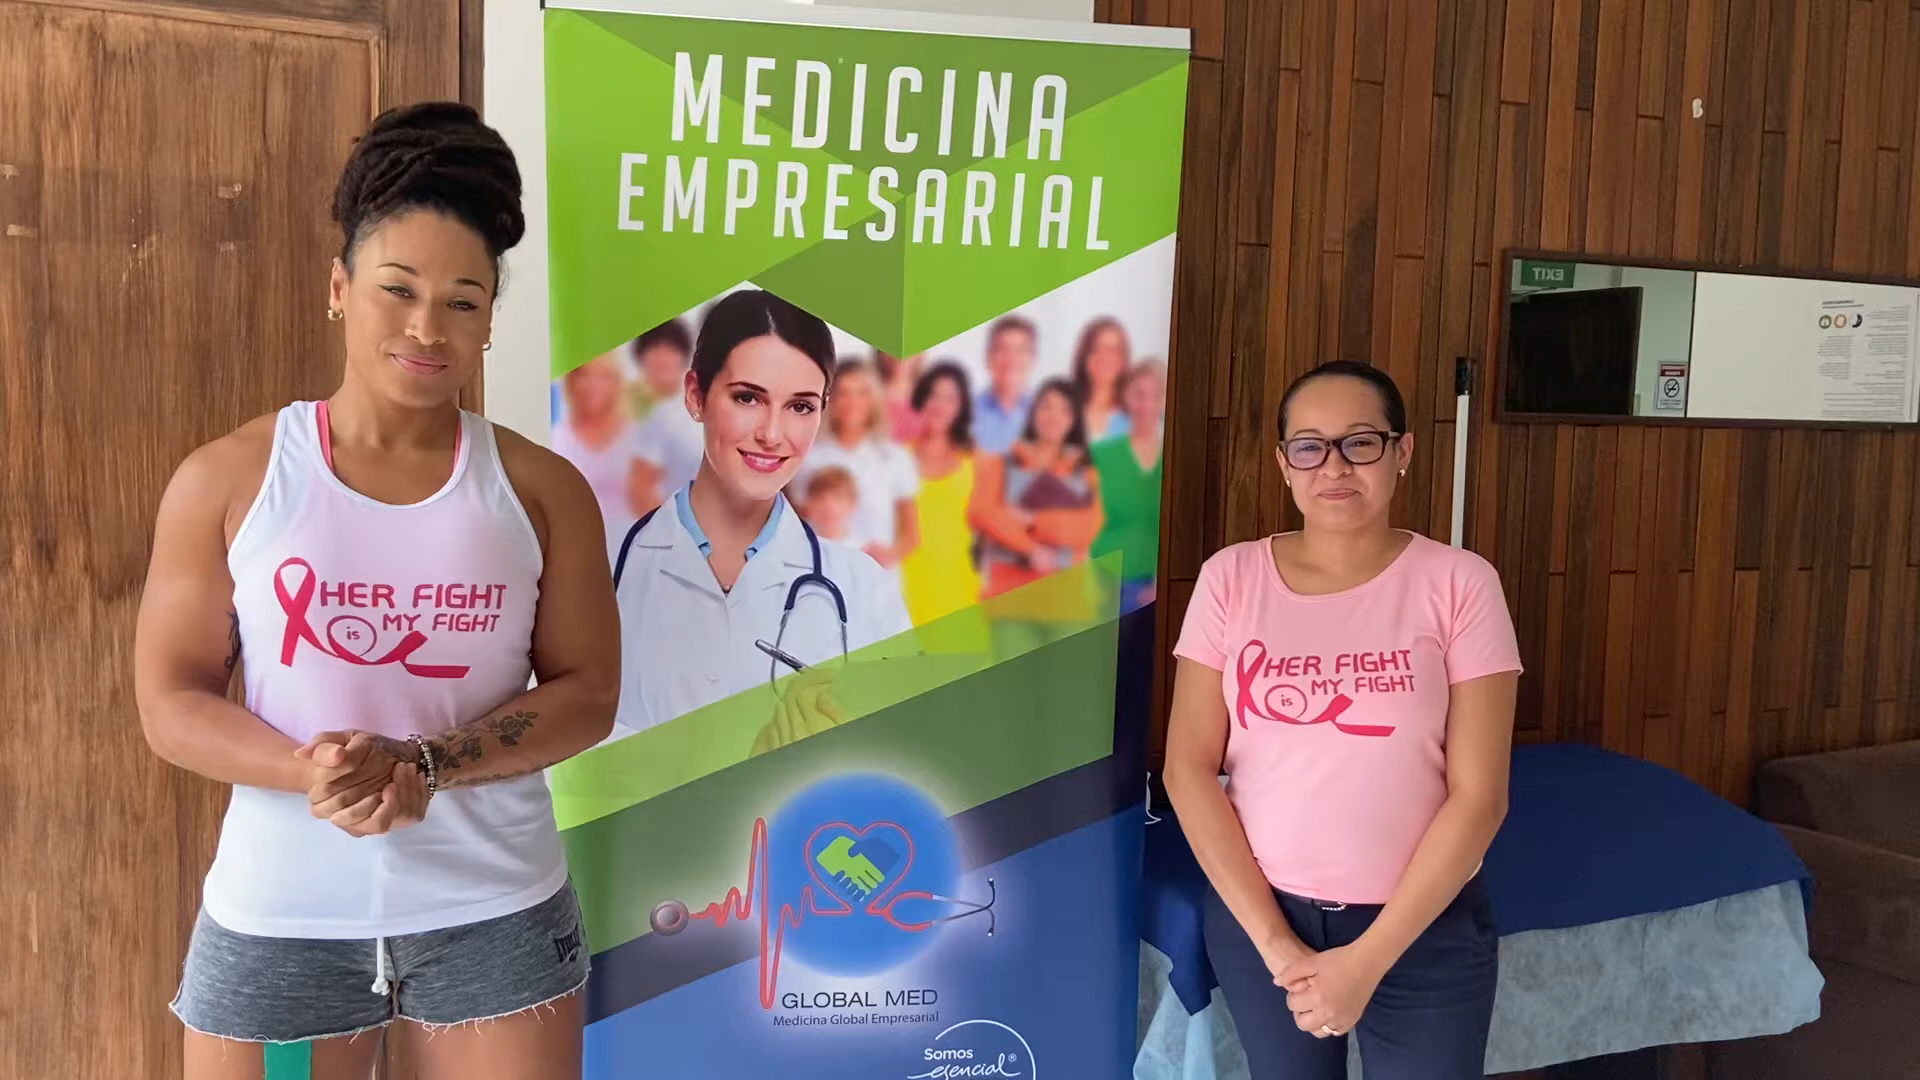 MEDICINA
EMPRESARIAL
HER FIGHT
is MY FIGHT
HER FIGHT
is MY FIGHT
GLOBAL MED
Medicina Global Empresarial
Somos
esencial®
EXIT